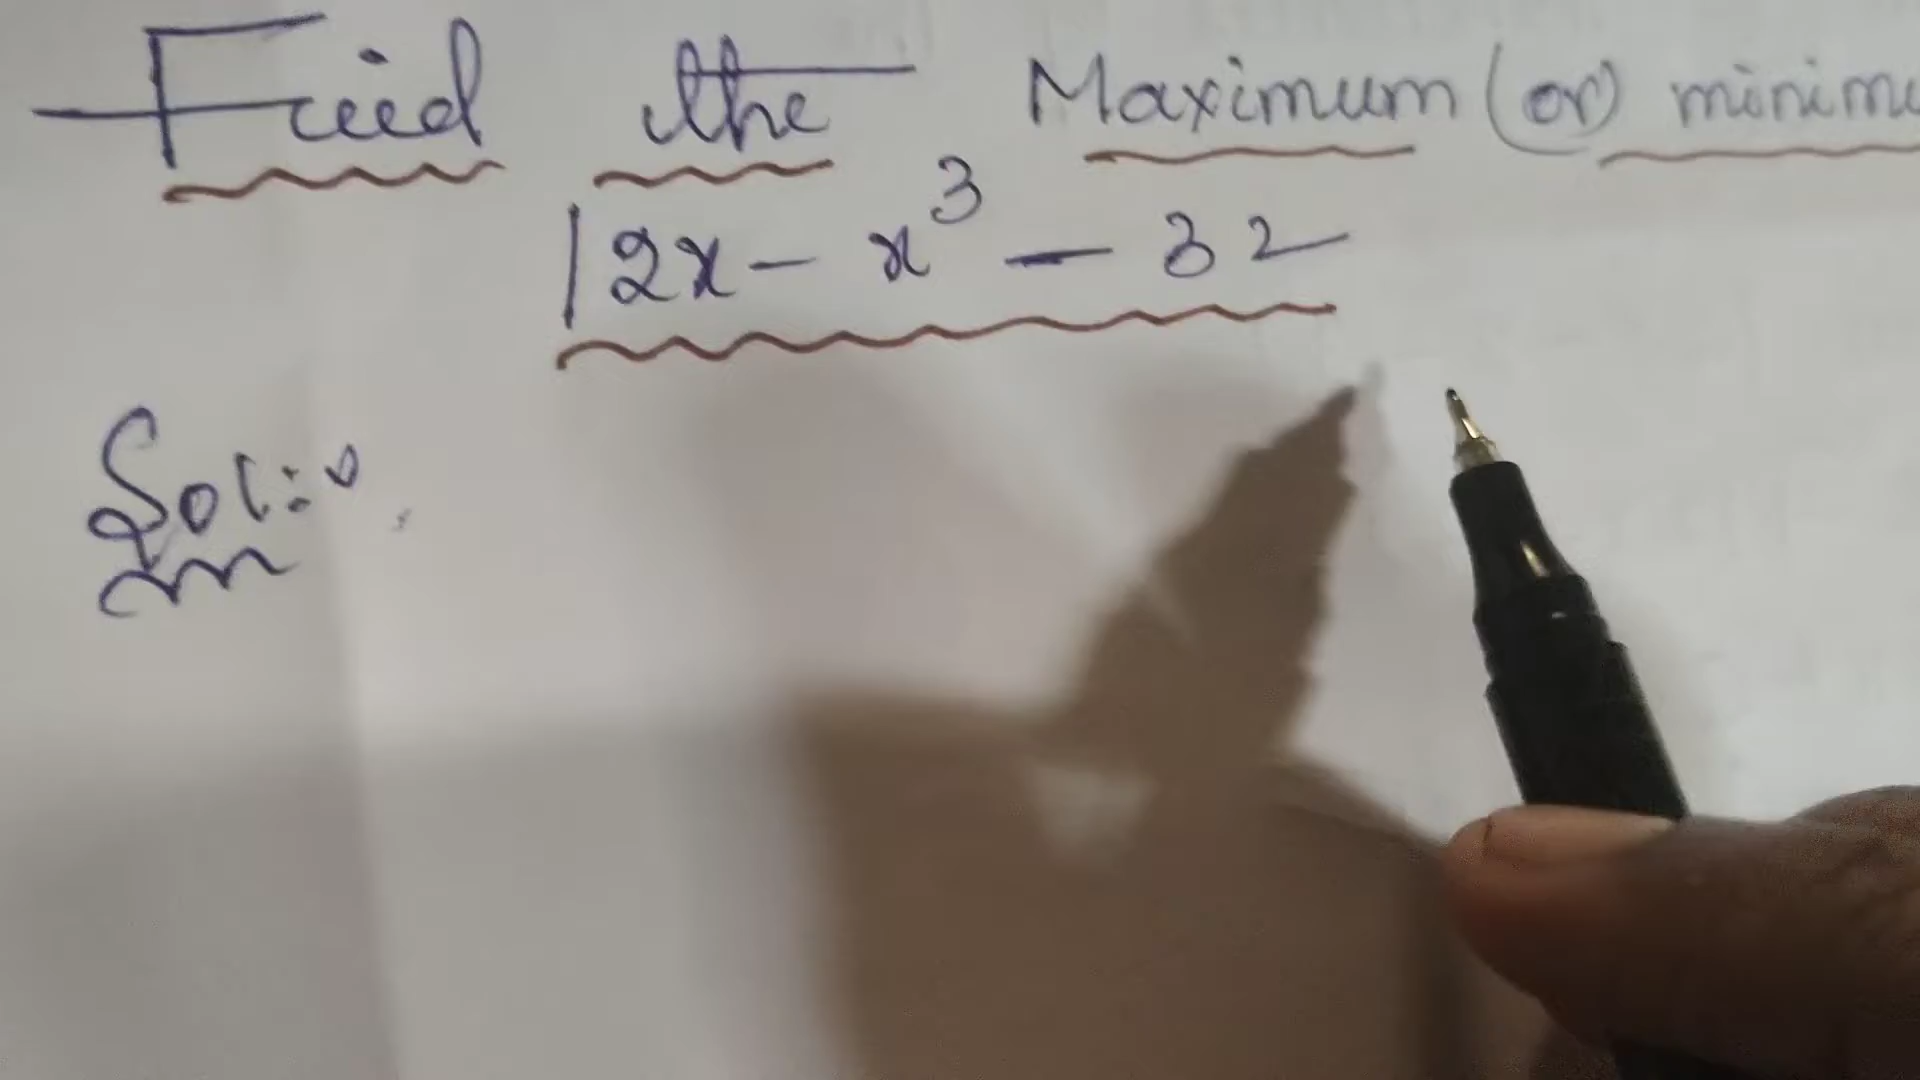 Find the Maximum (or) minimu
12x - x³ - 32
Sol:-